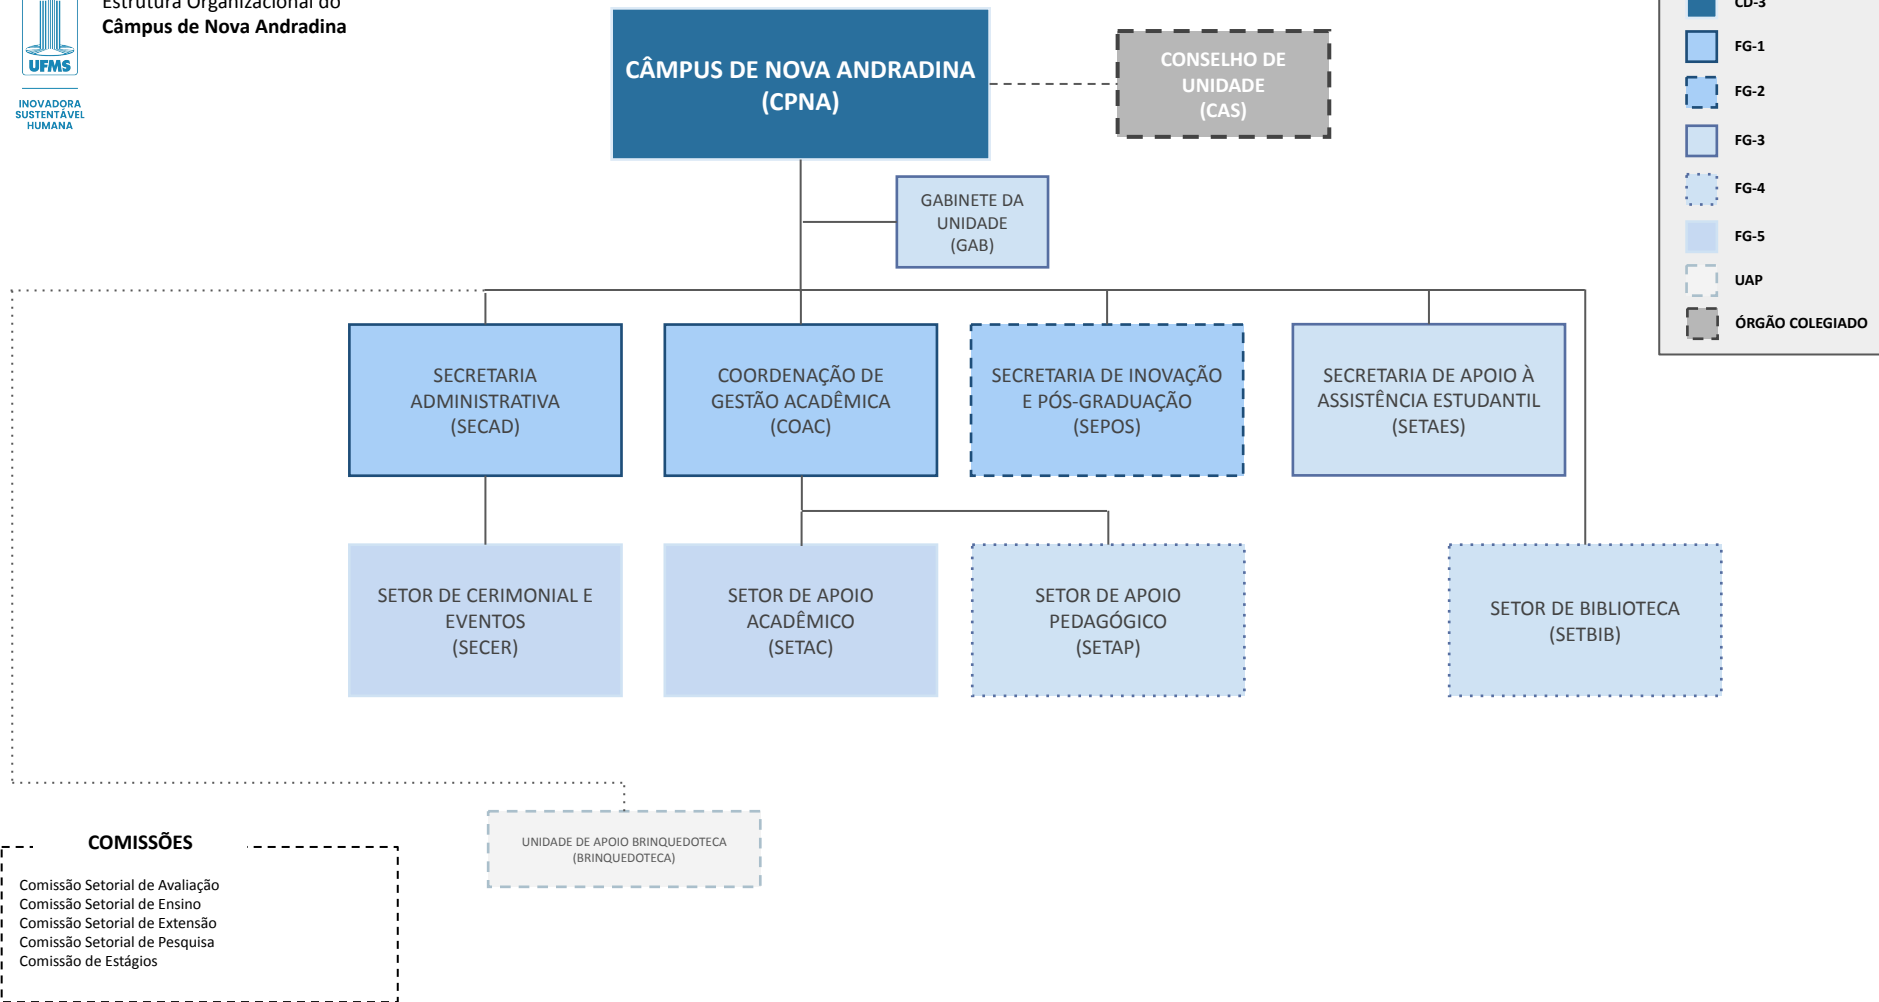 Estrutura Organizacional do
Câmpus de Nova Andradina
UFMS
INOVADORA
SUSTENTÁVEL
HUMANA
CÂMPUS DE NOVA ANDRADINA
(CPNA)
CONSELHO DE
UNIDADE
(CAS)
CD-3
FG-1
FG-2
FG-3
FG-4
FG-5
UAP
ÓRGÃO COLEGIADO
GABINETE DA
UNIDADE
(GAB)
SECRETARIA
ADMINISTRATIVA
(SECAD)
COORDENAÇÃO DE
GESTÃO ACADÊMICA
(COAC)
SECRETARIA DE INOVAÇÃO
E PÓS-GRADUAÇÃO
(SEPOS)
SECRETARIA DE APOIO À
ASSISTÊNCIA ESTUDANTIL
(SETAES)
SETOR DE CERIMONIAL E
EVENTOS
(SECER)
SETOR DE APOIO
ACADÊMICO
(SETAC)
SETOR DE APOIO
PEDAGÓGICO
(SETAP)
SETOR DE BIBLIOTECA
(SETBIB)
UNIDADE DE APOIO BRINQUEDOTECA
(BRINQUEDOTECA)
COMISSÕES
Comissão Setorial de Avaliação
Comissão Setorial de Ensino
Comissão Setorial de Extensão
Comissão Setorial de Pesquisa
Comissão de Estágios